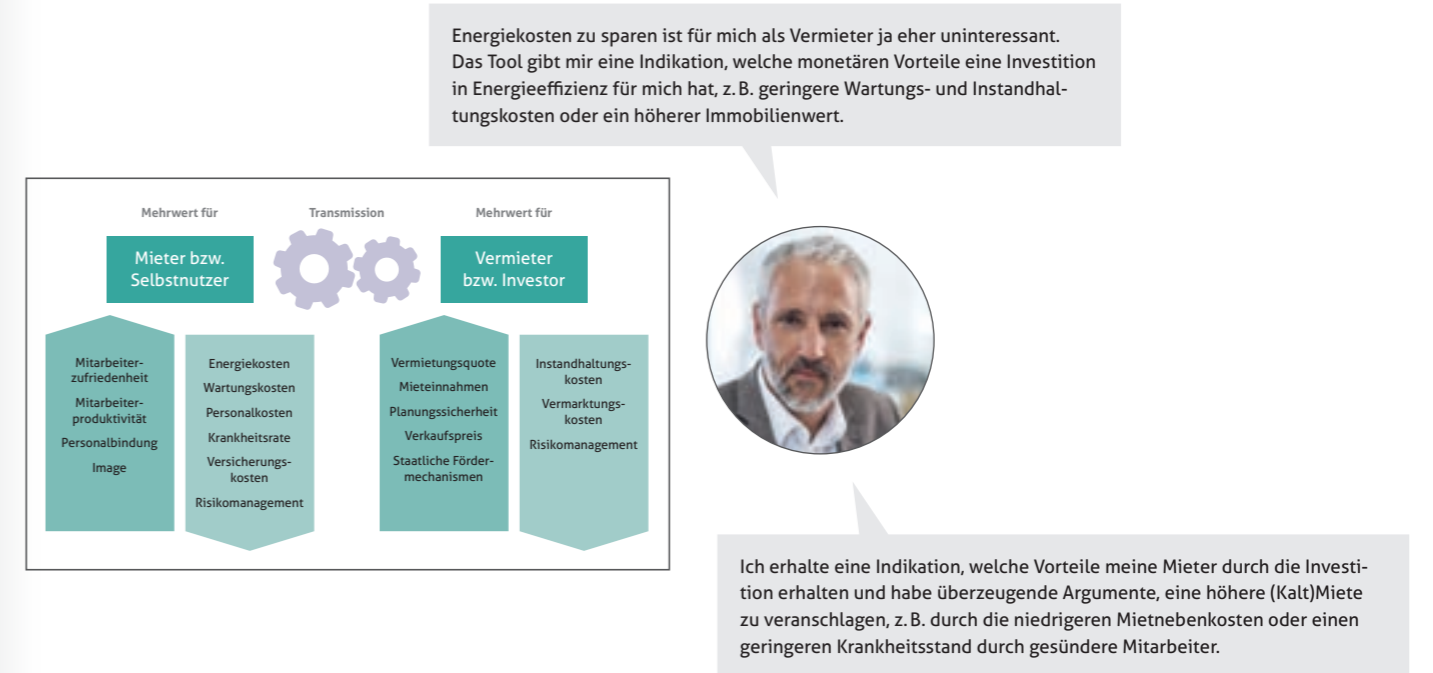 Energiekosten zu sparen ist für mich als Vermieter ja eher uninteressant.
Das Tool gibt mir eine Indikation, welche monetären Vorteile eine Investition
in Energieeffizienz für mich hat, z. B. geringere Wartungs- und Instandhal-
tungskosten oder ein höherer Immobilienwert.
Mehrwert für
Transmission
Mehrwert für
Mieter bzw.
Selbstnutzer
Vermieter
bzw. Investor
Mitarbeiter-
zufriedenheit
Mitarbeiter-
produktivität
Personalbindung
Image
Energiekosten
Wartungskosten
Personalkosten
Krankheitsrate
Versicherungs-
kosten
Risikomanagement
Vermietungsquote
Mieteinnahmen
Planungssicherheit
Verkaufspreis
Staatliche Förder-
mechanismen
Instandhaltungs-
kosten
Vermarktungs-
kosten
Risikomanagement
Ich erhalte eine Indikation, welche Vorteile meine Mieter durch die Investi-
tion erhalten und habe überzeugende Argumente, eine höhere (Kalt)Miete
zu veranschlagen, z. B. durch die niedrigeren Mietnebenkosten oder einen
geringeren Krankheitsstand durch gesündere Mitarbeiter.